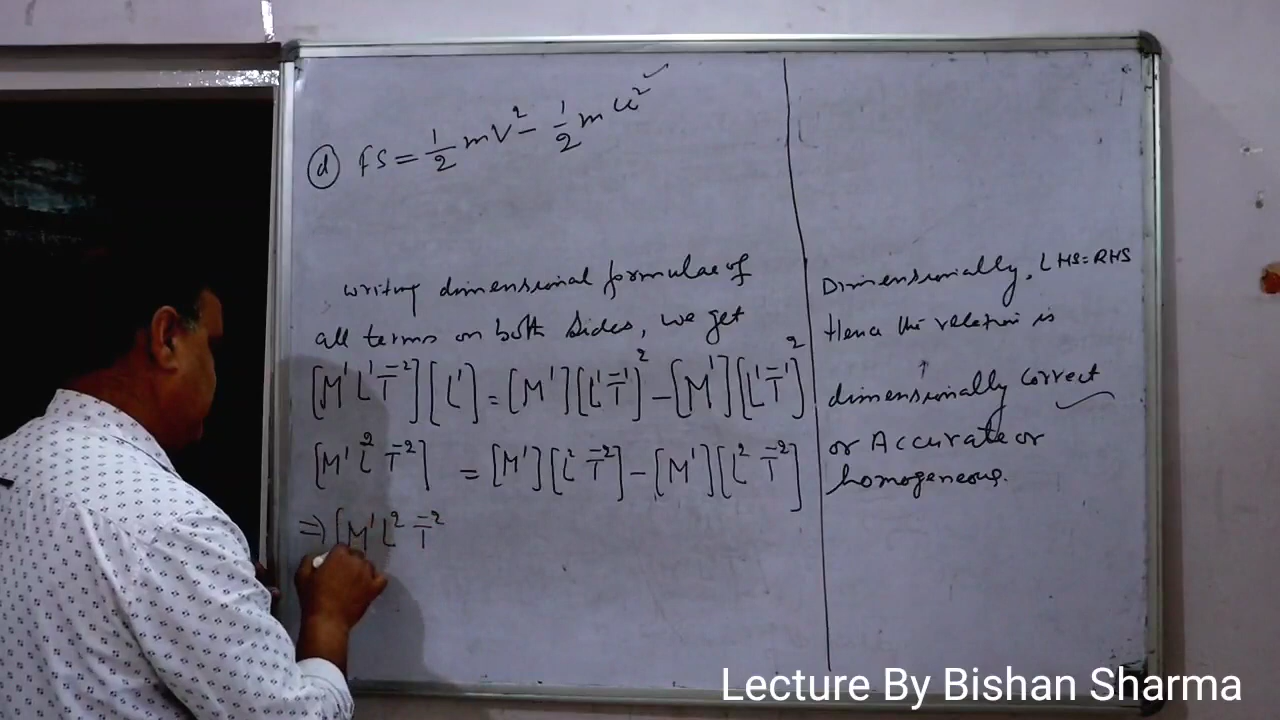 (d) FS = 1/2 mV² - 1/2 mu² ✓
writing dimensional formulae of
all terms on both sides, we get
[M¹L¹T⁻²][L¹] = [M¹][L¹T⁻¹]² - [M¹][L¹T⁻¹]²
[M¹L²T⁻²] = [M¹][L²T⁻²] - [M¹][L²T⁻²]
⇒ [M¹L²T⁻²
Dimensionally, LHS=RHS
Hence the relation is
dimensionally correct
or Accurate or
homogeneous.
Lecture By Bishan Sharma